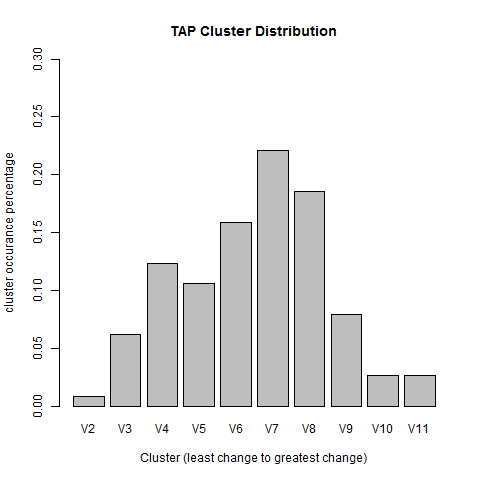 TAP Cluster Distribution
cluster occurance percentage
0.30
0.25
0.20
0.15
0.10
0.05
0.00
V2 V3 V4 V5 V6 V7 V8 V9 V10 V11
Cluster (least change to greatest change)